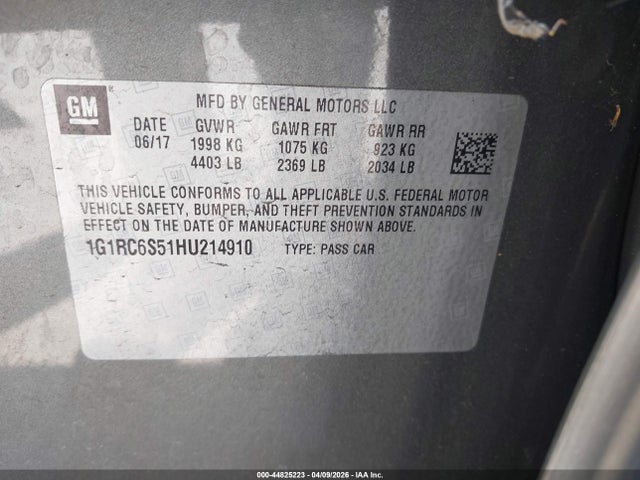 GM
MFD BY GENERAL MOTORS LLC
DATE GVWR GAWR FRT GAWR RR
06/17 1998 KG 1075 KG 923 KG
4403 LB 2369 LB 2034 LB
THIS VEHICLE CONFORMS TO ALL APPLICABLE U.S. FEDERAL MOTOR
VEHICLE SAFETY, BUMPER, AND THEFT PREVENTION STANDARDS IN
EFFECT ON THE DATE OF MANUFACTURE SHOWN ABOVE.
1G1RC6S51HU214910 TYPE: PASS CAR
000-44825223 - 04/09/2026 - IAA Inc.